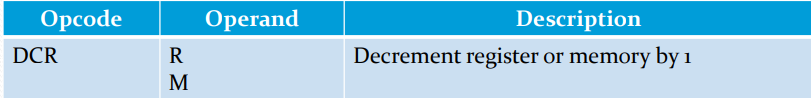 Opcode Operand Description
DCR R Decrement register or memory by 1
M